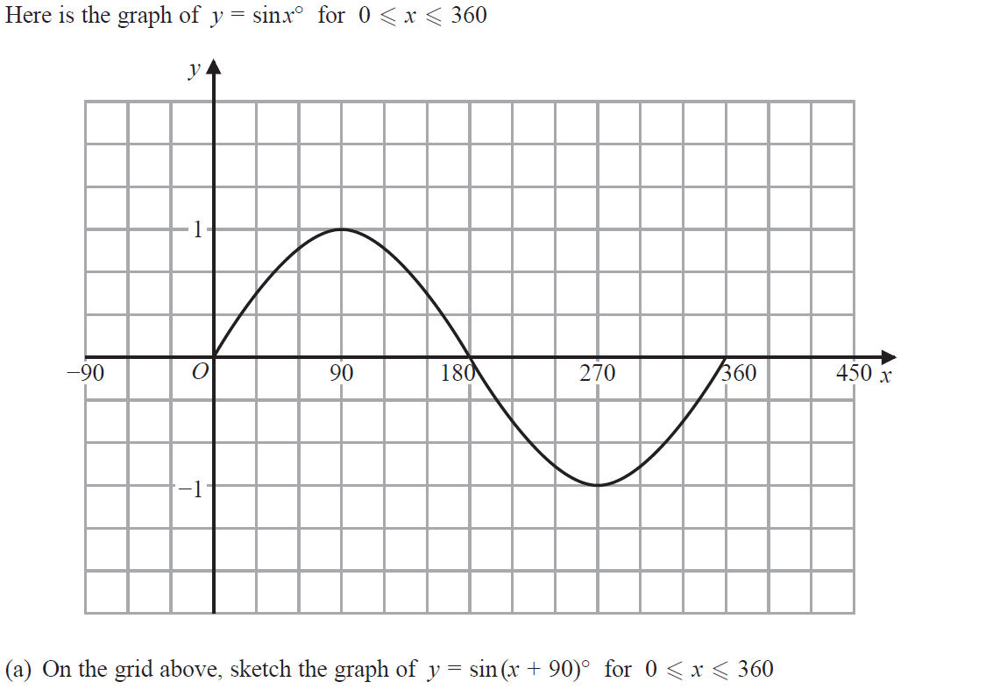 Here is the graph of y = sinx° for 0 ⩽ x ⩽ 360
y
1
−90
O
90
180
270
360
450
x
−1
(a) On the grid above, sketch the graph of y = sin (x + 90)° for 0 ⩽ x ⩽ 360